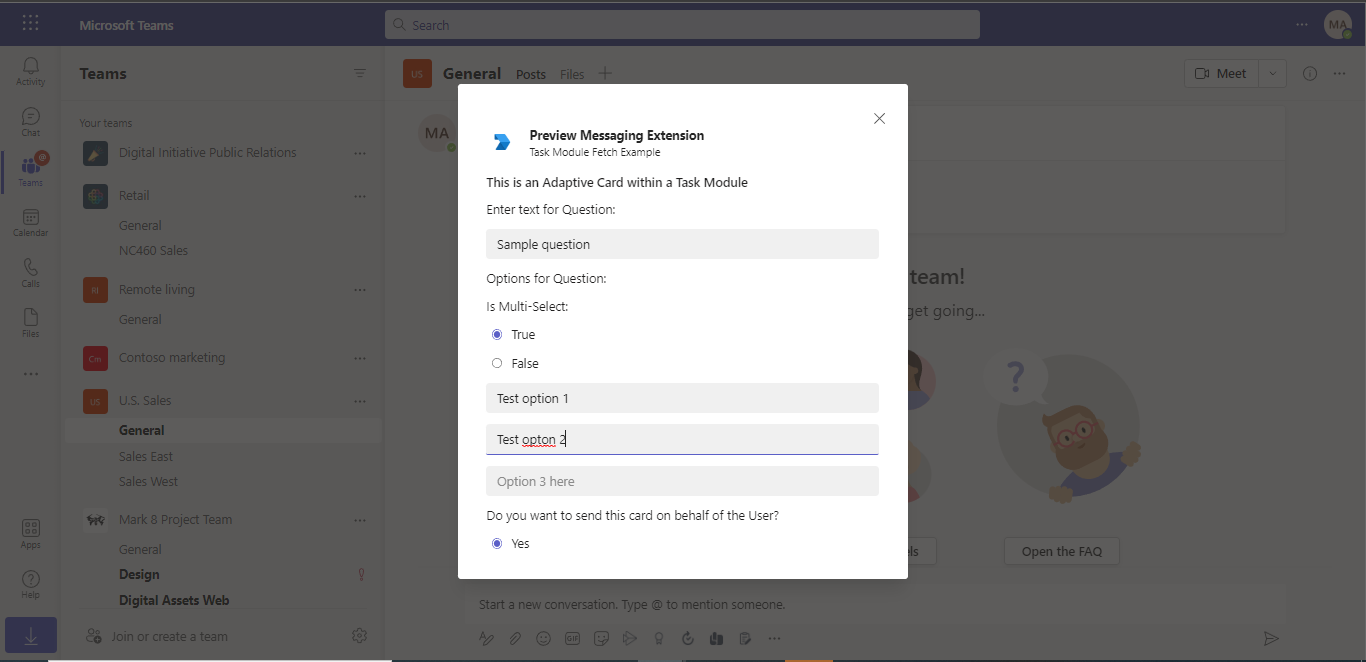 Microsoft Teams
Search
MA
Activity
Chat
Teams
Calendar
Calls
Files
Apps
Help
Teams
Your teams
Digital Initiative Public Relations
Retail
General
NC460 Sales
Rl Remote living
General
Cm Contoso marketing
US U.S. Sales
General
Sales East
Sales West
Mark 8 Project Team
General
Design
Digital Assets Web
Join or create a team
US General Posts Files
Meet
MA
Preview Messaging Extension
Task Module Fetch Example
This is an Adaptive Card within a Task Module
Enter text for Question:
Sample question
Options for Question:
Is Multi-Select:
True
False
Test option 1
Test opton 2
Option 3 here
Do you want to send this card on behalf of the User?
Yes
team!
get going...
?
ls
Open the FAQ
Start a new conversation. Type @ to mention someone.
GIF